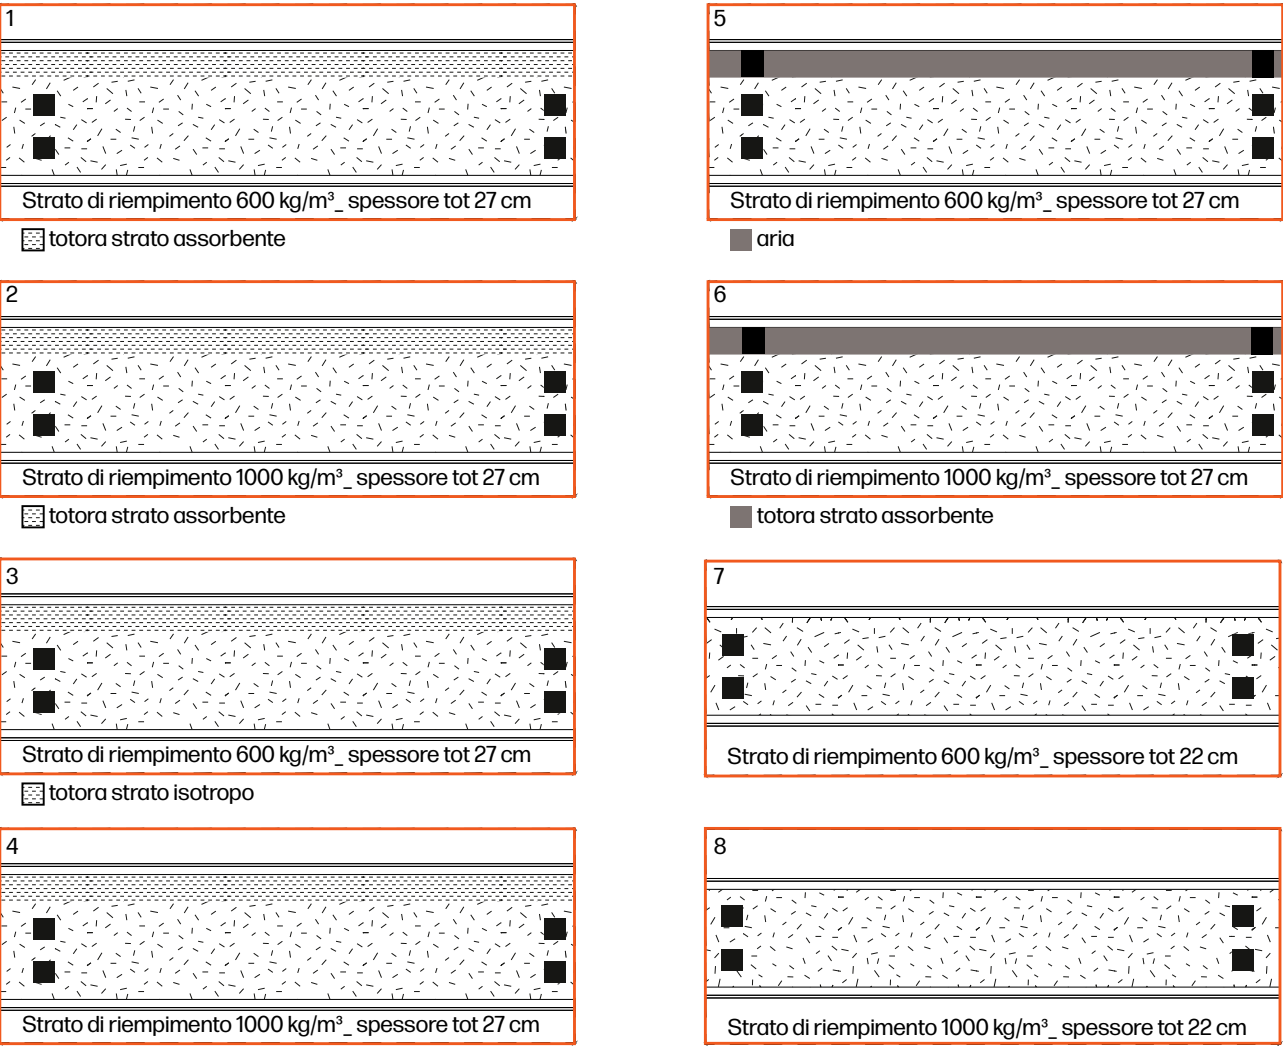 1
Strato di riempimento 600 kg/m³_ spessore tot 27 cm
totora strato assorbente
2
Strato di riempimento 1000 kg/m³_ spessore tot 27 cm
totora strato assorbente
3
Strato di riempimento 600 kg/m³_ spessore tot 27 cm
totora strato isotropo
4
Strato di riempimento 1000 kg/m³_ spessore tot 27 cm
5
Strato di riempimento 600 kg/m³_ spessore tot 27 cm
aria
6
Strato di riempimento 1000 kg/m³_ spessore tot 27 cm
totora strato assorbente
7
Strato di riempimento 600 kg/m³_ spessore tot 22 cm
8
Strato di riempimento 1000 kg/m³_ spessore tot 22 cm